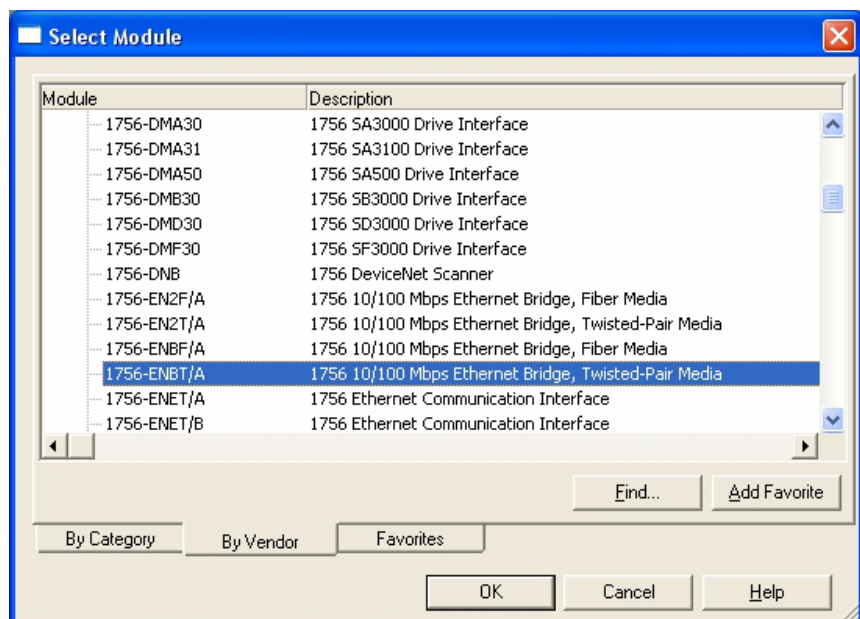 Select Module
Module Description
1756-DMA30 1756 SA3000 Drive Interface
1756-DMA31 1756 SA3100 Drive Interface
1756-DMA50 1756 SA500 Drive Interface
1756-DMB30 1756 SB3000 Drive Interface
1756-DMD30 1756 SD3000 Drive Interface
1756-DMF30 1756 SF3000 Drive Interface
1756-DNB 1756 DeviceNet Scanner
1756-EN2F/A 1756 10/100 Mbps Ethernet Bridge, Fiber Media
1756-EN2T/A 1756 10/100 Mbps Ethernet Bridge, Twisted-Pair Media
1756-ENBF/A 1756 10/100 Mbps Ethernet Bridge, Fiber Media
1756-ENBT/A 1756 10/100 Mbps Ethernet Bridge, Twisted-Pair Media
1756-ENET/A 1756 Ethernet Communication Interface
1756-ENET/B 1756 Ethernet Communication Interface
Find... Add Favorite
By Category By Vendor Favorites
OK Cancel Help